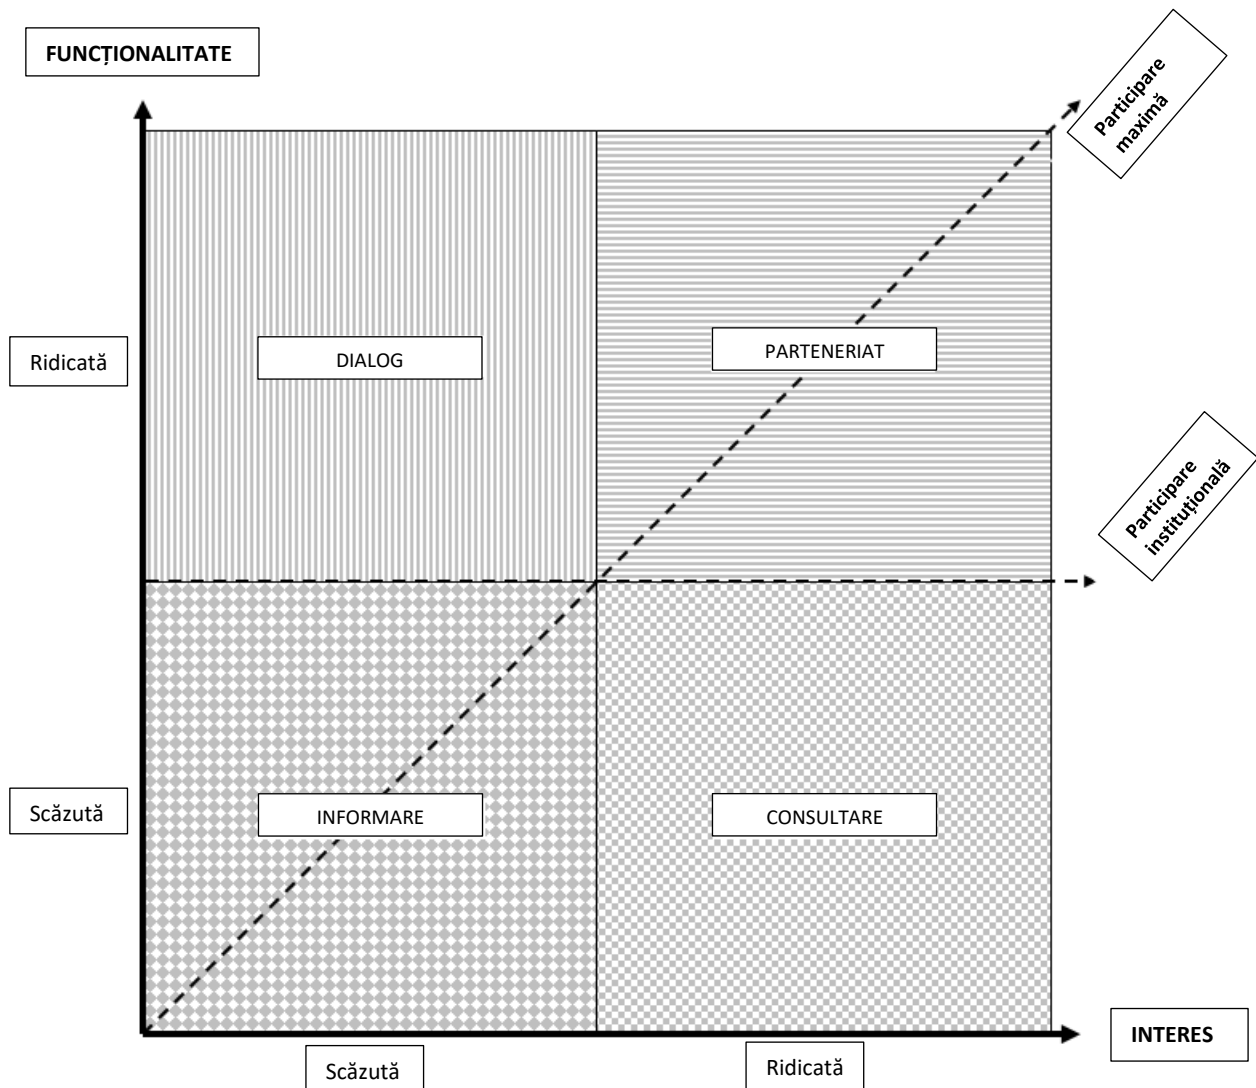 FUNCȚIONALITATE
Participare
maximă
Ridicată
DIALOG
PARTENERIAT
Participare
instituțională
Scăzută
INFORMARE
CONSULTARE
INTERES
Scăzută
Ridicată